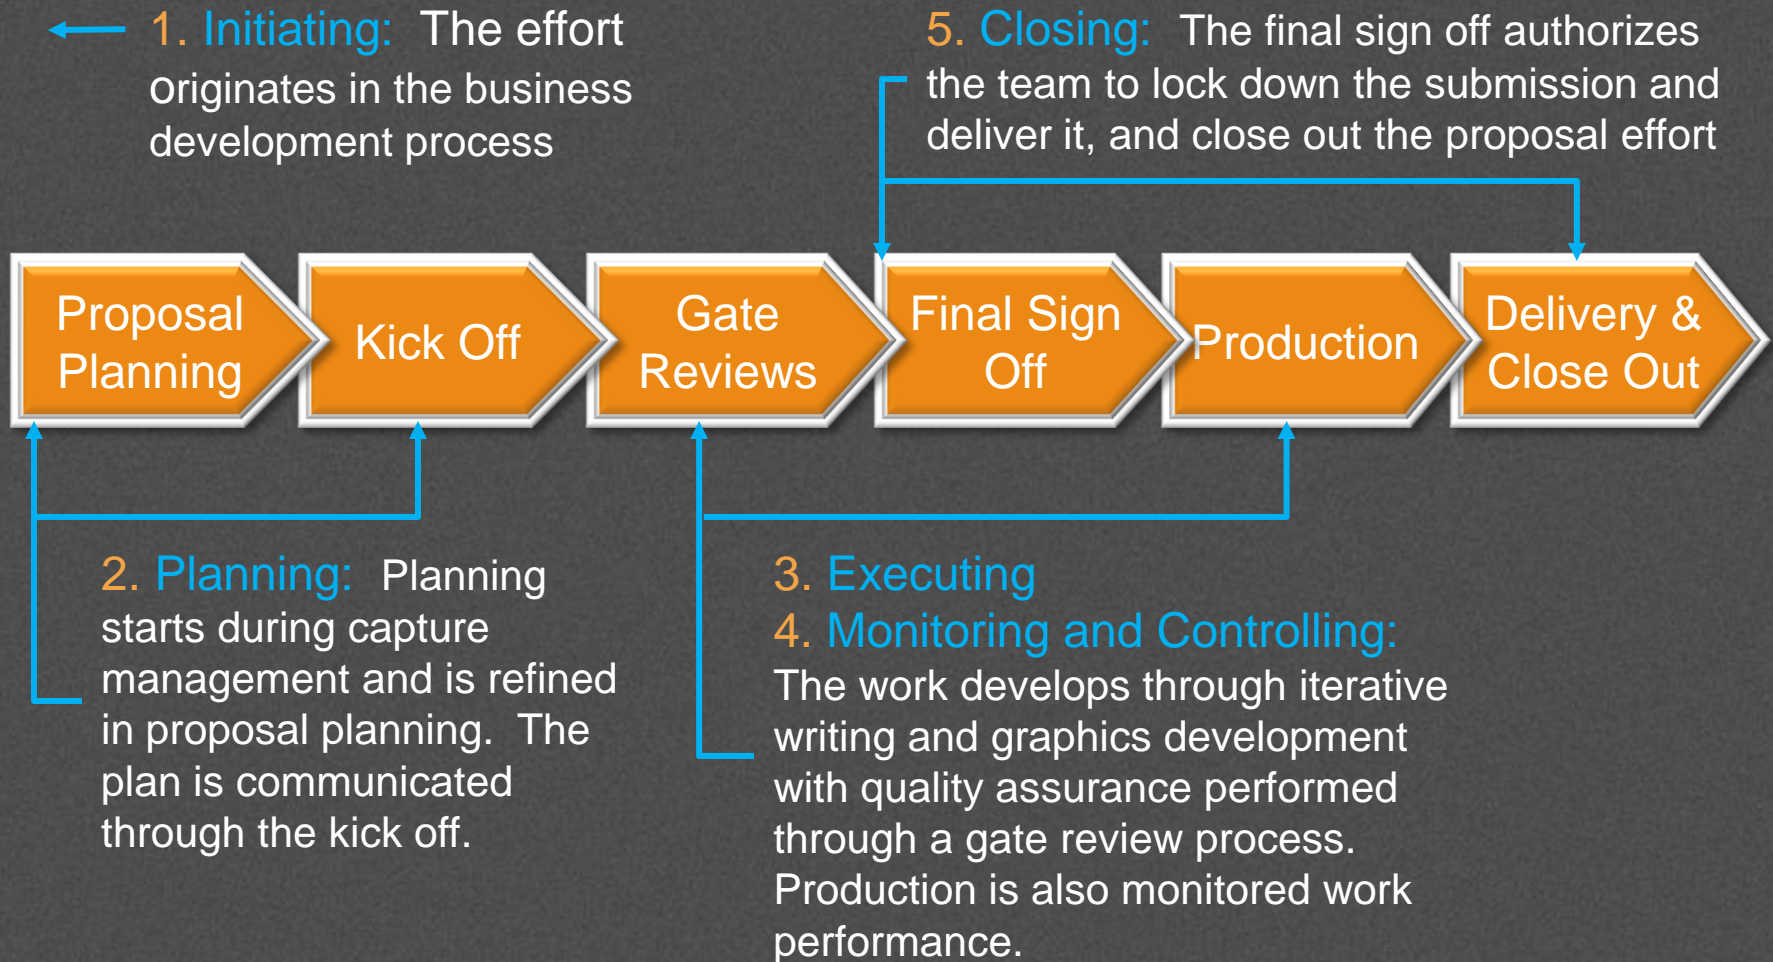 1. Initiating: The effort
originates in the business
development process
5. Closing: The final sign off authorizes
the team to lock down the submission and
deliver it, and close out the proposal effort
Proposal
Planning
Kick Off
Gate
Reviews
Final Sign
Off
Production
Delivery &
Close Out
2. Planning: Planning
starts during capture
management and is refined
in proposal planning. The
plan is communicated
through the kick off.
3. Executing
4. Monitoring and Controlling:
The work develops through iterative
writing and graphics development
with quality assurance performed
through a gate review process.
Production is also monitored work
performance.